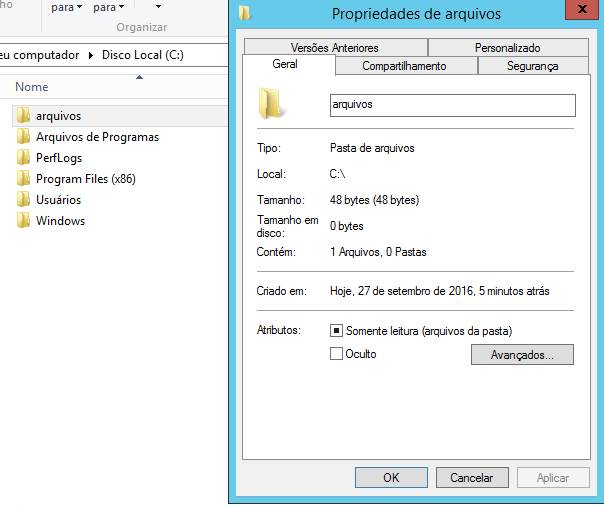 ho
para
para
Organizar
eu computador
Disco Local (C:)
Nome
arquivos
Arquivos de Programas
PerfLogs
Program Files (x86)
Usuários
Windows
Propriedades de arquivos
x
Versões Anteriores
Personalizado
Geral
Compartilhamento
Segurança
arquivos
Tipo: Pasta de arquivos
Local: C:\
Tamanho: 48 bytes (48 bytes)
Tamanho em
disco: 0 bytes
Contém: 1 Arquivos, 0 Pastas
Criado em: Hoje, 27 de setembro de 2016, 5 minutos atrás
Atributos: Somente leitura (arquivos da pasta)
Oculto
Avançados...
OK
Cancelar
Aplicar